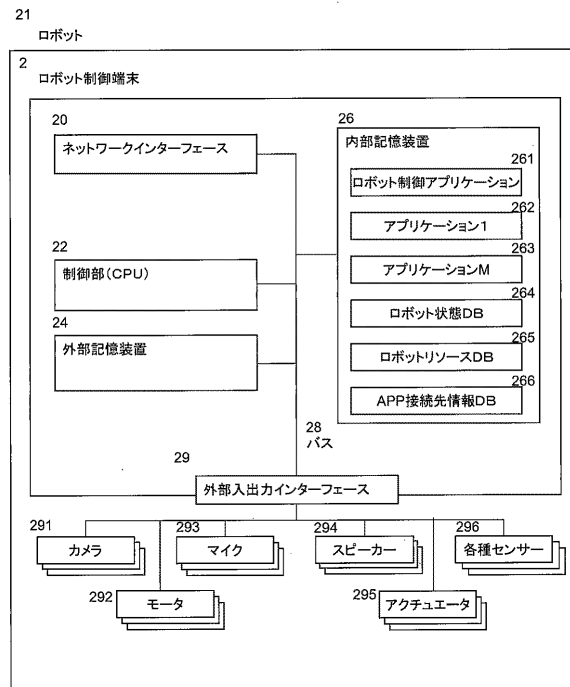 21
ロボット
2
ロボット制御端末
20
ネットワークインターフェース
22
制御部(CPU)
24
外部記憶装置
26
内部記憶装置
261
ロボット制御アプリケーション
262
アプリケーション1
263
アプリケーションM
264
ロボット状態DB
265
ロボットリソースDB
266
APP接続先情報DB
28
バス
29
外部入出力インターフェース
291
カメラ
293
マイク
294
スピーカー
296
各種センサー
292
モータ
295
アクチュエータ